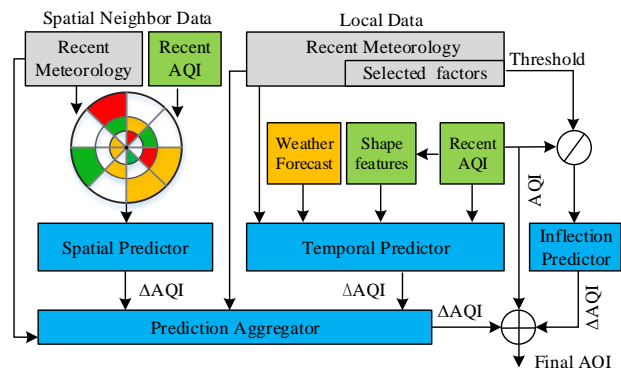 Spatial Neighbor Data
Local Data
Recent
Meteorology
Recent
AQI
Recent Meteorology
Selected factors
Threshold
Weather
Forecast
Shape
features
Recent
AQI
AQI
Spatial Predictor
Temporal Predictor
Inflection
Predictor
ΔAQI
ΔAQI
ΔAQI
ΔAQI
Prediction Aggregator
Final AQI